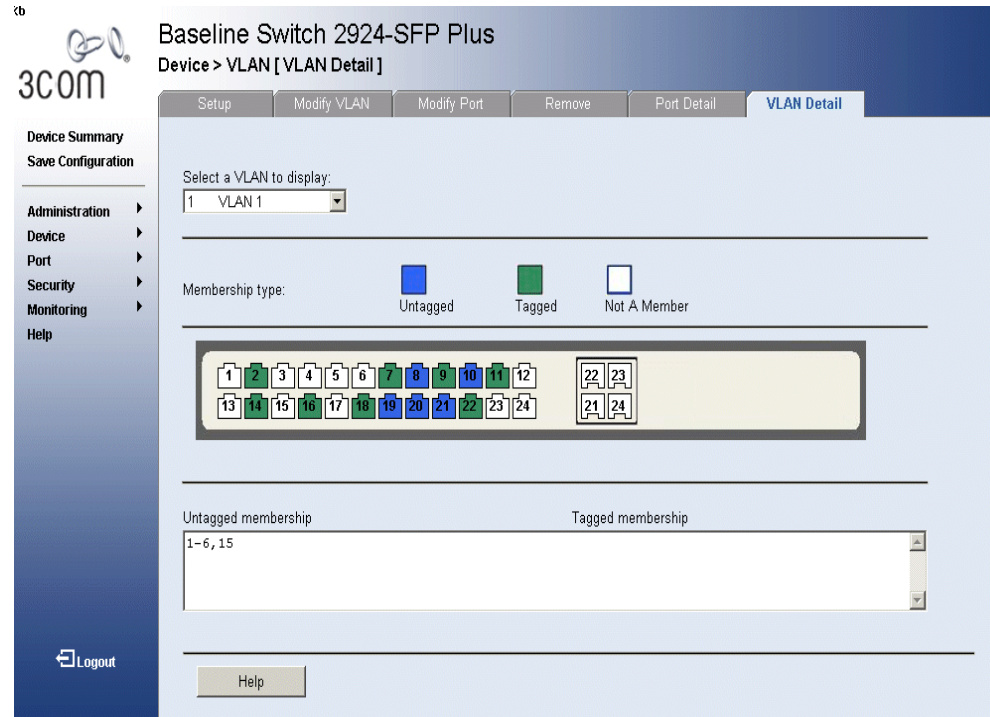 Kb
3COM
Baseline Switch 2924-SFP Plus
Device > VLAN [ VLAN Detail ]
Setup Modify VLAN Modify Port Remove Port Detail VLAN Detail
Device Summary
Save Configuration
Administration
Device
Port
Security
Monitoring
Help
Select a VLAN to display:
1 VLAN 1
Membership type:
Untagged Tagged Not A Member
1 2 3 4 5 6 7 8 9 10 11 12 22 23
13 14 15 16 17 18 19 20 21 22 23 24 21 24
Untagged membership Tagged membership
1-6,15
Logout
Help